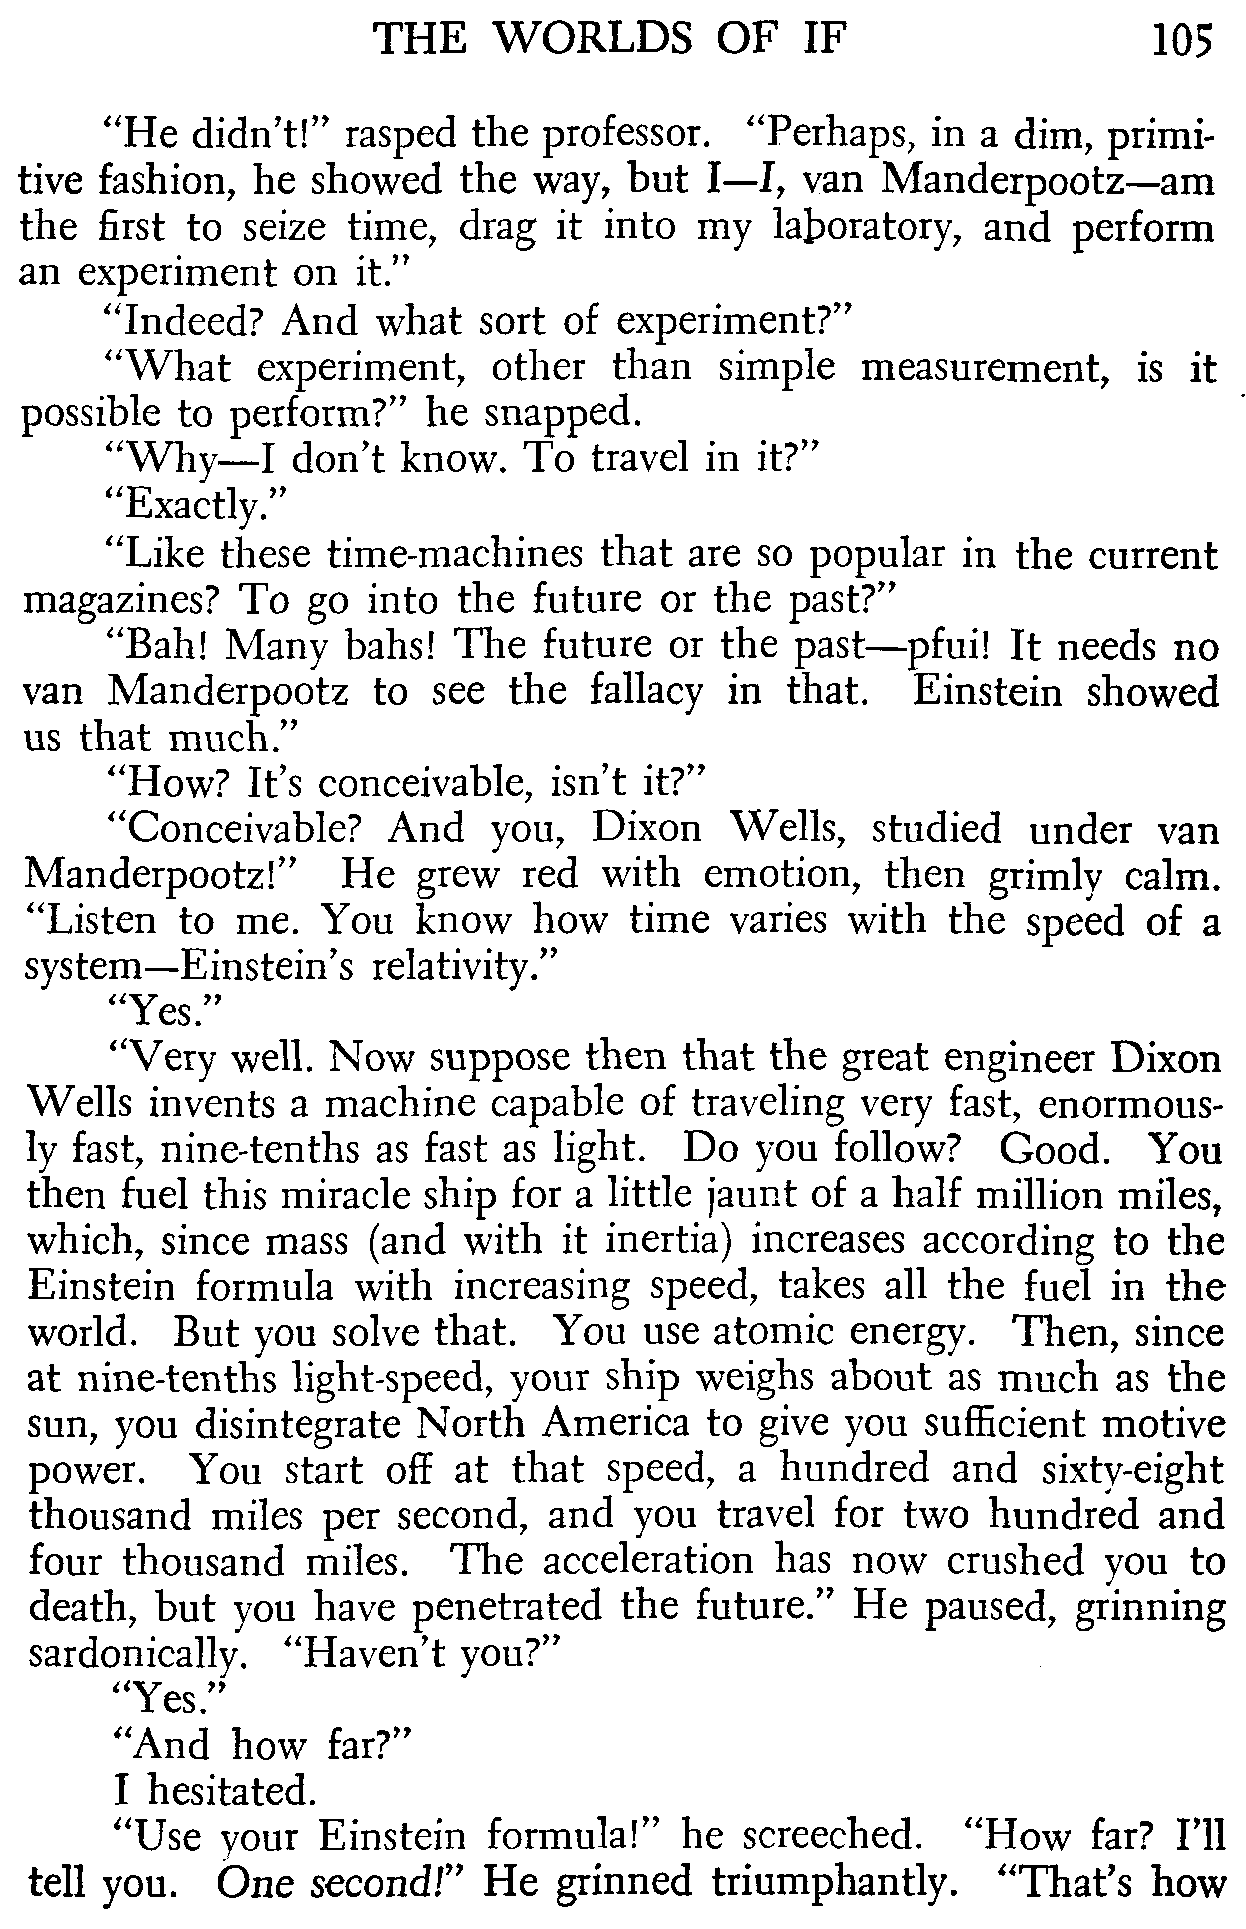 THE WORLDS OF IF 105
“He didn’t!” rasped the professor. “Perhaps, in a dim, primi-
tive fashion, he showed the way, but I—I, van Manderpootz—am
the first to seize time, drag it into my laboratory, and perform
an experiment on it.”
“Indeed? And what sort of experiment?”
“What experiment, other than simple measurement, is it
possible to perform?” he snapped.
“Why—I don’t know. To travel in it?”
“Exactly.”
“Like these time-machines that are so popular in the current
magazines? To go into the future or the past?”
“Bah! Many bahs! The future or the past—pfui! It needs no
van Manderpootz to see the fallacy in that. Einstein showed
us that much.”
“How? It’s conceivable, isn’t it?”
“Conceivable? And you, Dixon Wells, studied under van
Manderpootz!” He grew red with emotion, then grimly calm.
“Listen to me. You know how time varies with the speed of a
system—Einstein’s relativity.”
“Yes.”
“Very well. Now suppose then that the great engineer Dixon
Wells invents a machine capable of traveling very fast, enormous-
ly fast, nine-tenths as fast as light. Do you follow? Good. You
then fuel this miracle ship for a little jaunt of a half million miles,
which, since mass (and with it inertia) increases according to the
Einstein formula with increasing speed, takes all the fuel in the
world. But you solve that. You use atomic energy. Then, since
at nine-tenths light-speed, your ship weighs about as much as the
sun, you disintegrate North America to give you sufficient motive
power. You start off at that speed, a hundred and sixty-eight
thousand miles per second, and you travel for two hundred and
four thousand miles. The acceleration has now crushed you to
death, but you have penetrated the future.” He paused, grinning
sardonically. “Haven’t you?”
“Yes.”
“And how far?”
I hesitated.
“Use your Einstein formula!” he screeched. “How far? I’ll
tell you. One second!” He grinned triumphantly. “That’s how